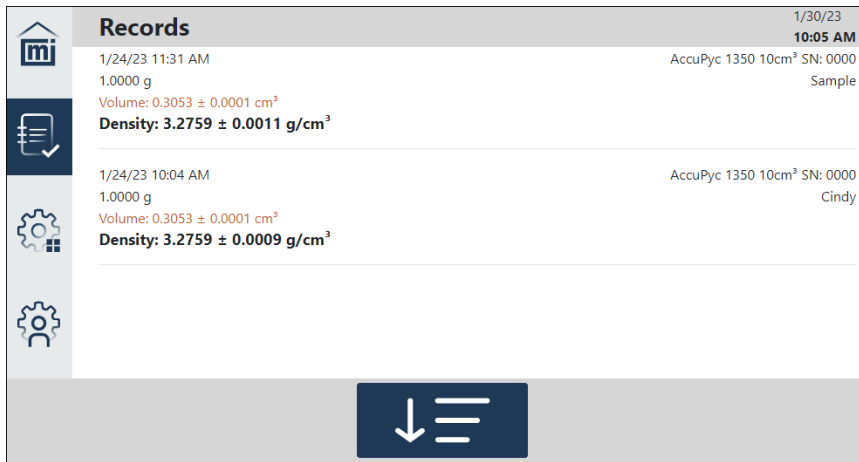 mi
Records
1/30/23
10:05 AM
1/24/23 11:31 AM
AccuPyc 1350 10cm³ SN: 0000
1.0000 g
Sample
Volume: 0.3053 ± 0.0001 cm³
Density: 3.2759 ± 0.0011 g/cm³
1/24/23 10:04 AM
AccuPyc 1350 10cm³ SN: 0000
1.0000 g
Cindy
Volume: 0.3053 ± 0.0001 cm³
Density: 3.2759 ± 0.0009 g/cm³